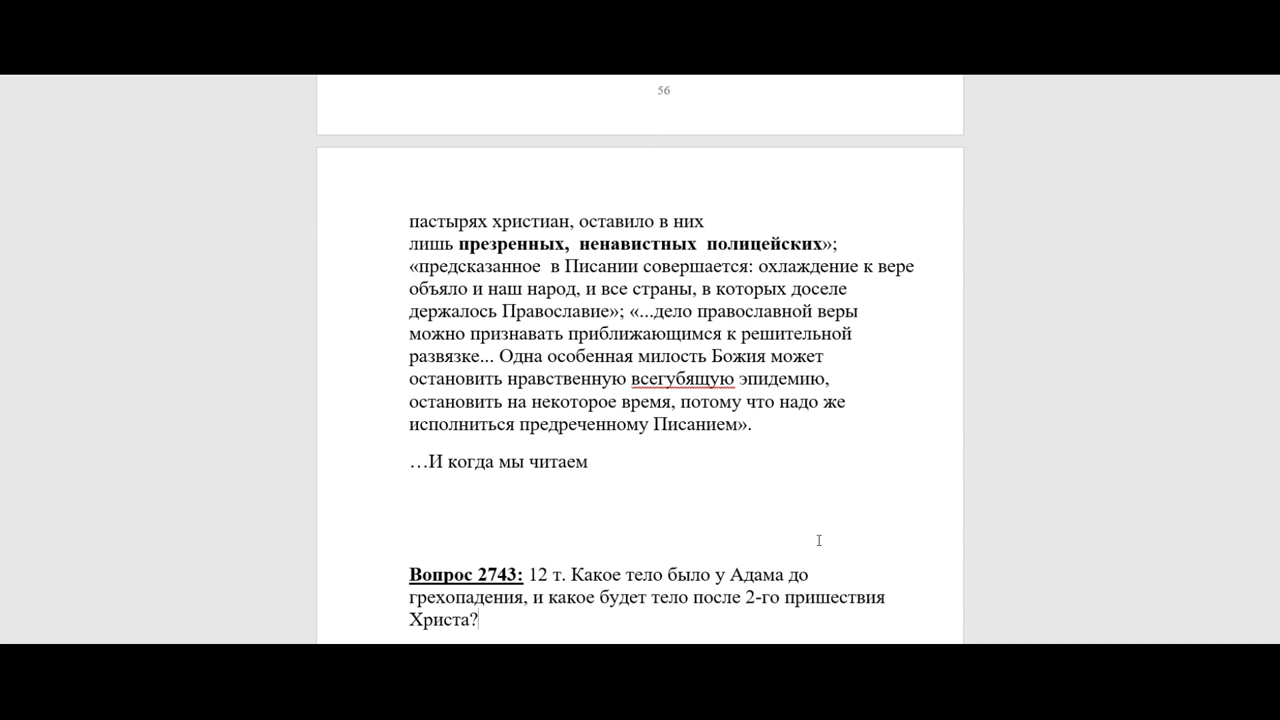 56
пастырях христиан, оставило в них
лишь презренных, ненавистных полицейских»;
«предсказанное в Писании совершается: охлаждение к вере
объяло и наш народ, и все страны, в которых доселе
держалось Православие»; «...дело православной веры
можно признавать приближающимся к решительной
развязке... Одна особенная милость Божия может
остановить нравственную всегубящую эпидемию,
остановить на некоторое время, потому что надо же
исполниться предреченному Писанием».
…И когда мы читаем
Вопрос 2743: 12 т. Какое тело было у Адама до
грехопадения, и какое будет тело после 2-го пришествия
Христа?